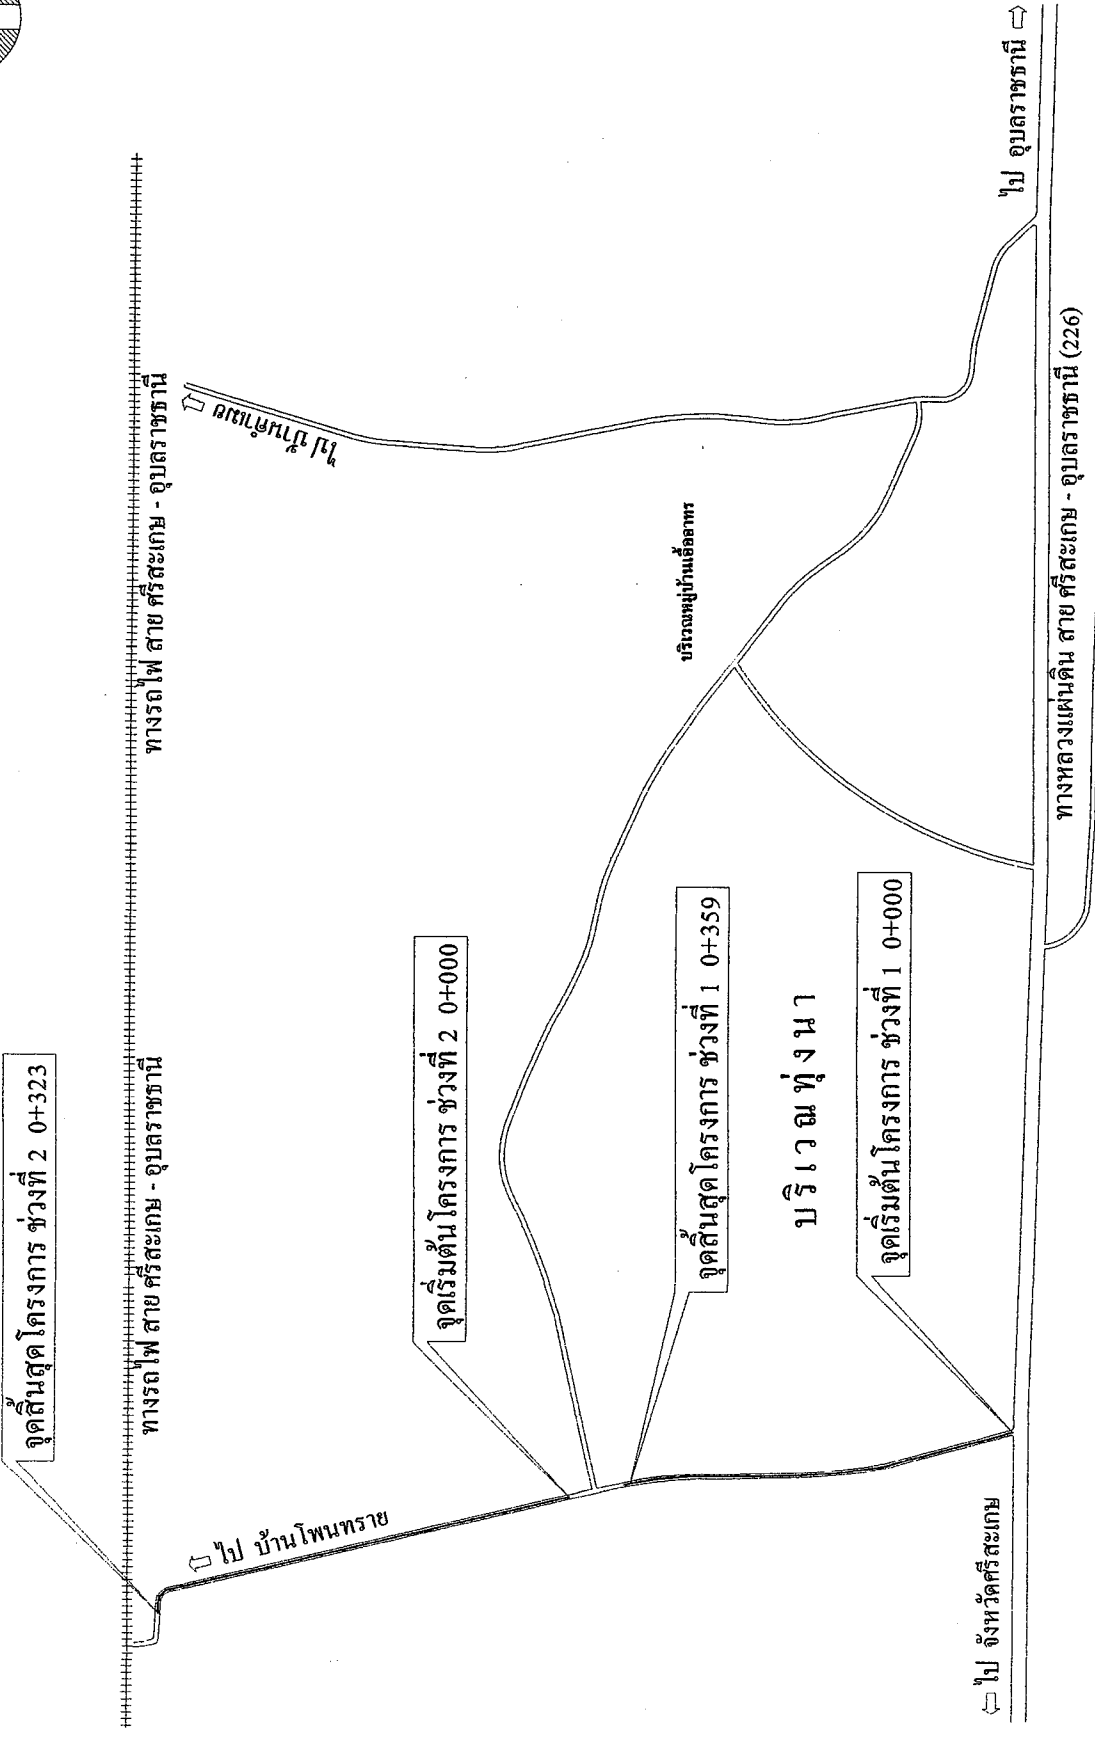 จุดสิ้นสุดโครงการ ช่วงที่ 2 0+323
ทางรถไฟ สาย ศรีสะเกษ - อุบลราชธานี
ทางรถไฟ สาย ศรีสะเกษ - อุบลราชธานี
ไป บ้านโพนทราย
ไป บ้านคำเมย
จุดเริ่มต้นโครงการ ช่วงที่ 2 0+000
จุดสิ้นสุดโครงการ ช่วงที่ 1 0+359
บริเวณหมู่บ้านเอื้ออาทร
บริเวณทุ่งนา
จุดเริ่มต้นโครงการ ช่วงที่ 1 0+000
ไป จังหวัดศรีสะเกษ
ไป อุบลราชธานี
ทางหลวงแผ่นดิน สาย ศรีสะเกษ - อุบลราชธานี (226)